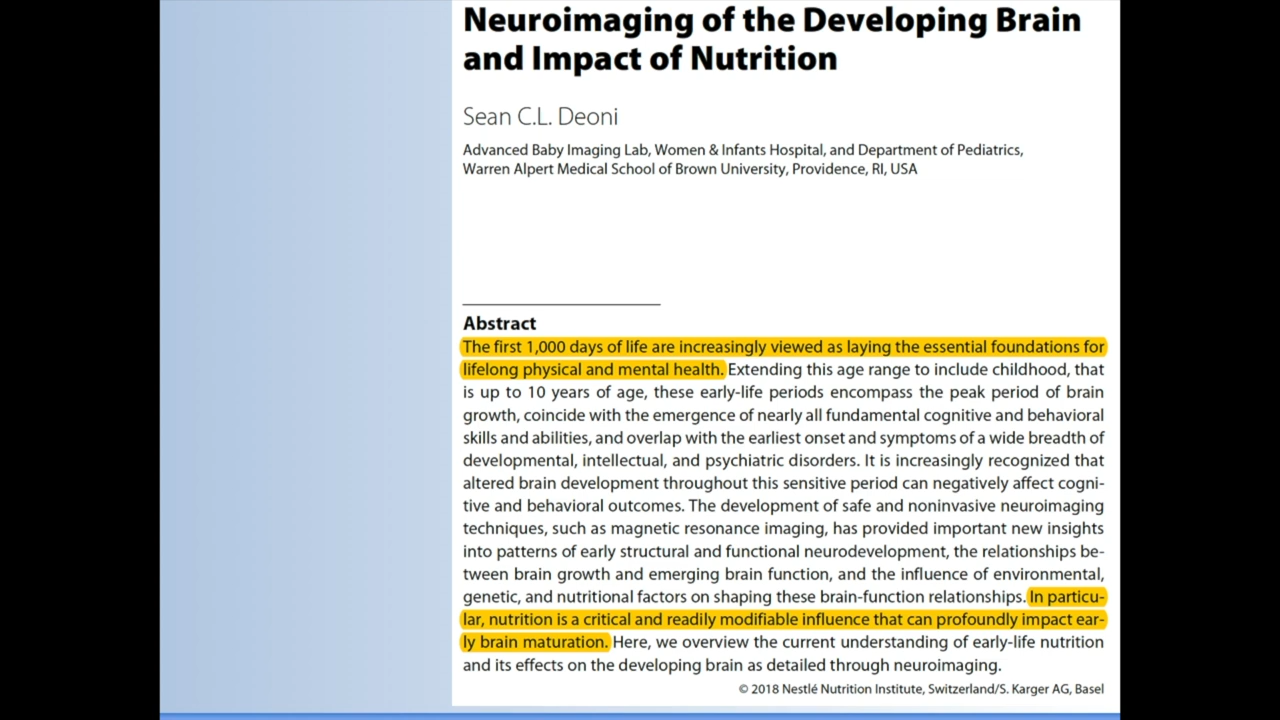 Neuroimaging of the Developing Brain
and Impact of Nutrition
Sean C.L. Deoni
Advanced Baby Imaging Lab, Women & Infants Hospital, and Department of Pediatrics,
Warren Alpert Medical School of Brown University, Providence, RI, USA
Abstract
The first 1,000 days of life are increasingly viewed as laying the essential foundations for
lifelong physical and mental health. Extending this age range to include childhood, that
is up to 10 years of age, these early-life periods encompass the peak period of brain
growth, coincide with the emergence of nearly all fundamental cognitive and behavioral
skills and abilities, and overlap with the earliest onset and symptoms of a wide breadth of
developmental, intellectual, and psychiatric disorders. It is increasingly recognized that
altered brain development throughout this sensitive period can negatively affect cogni-
tive and behavioral outcomes. The development of safe and noninvasive neuroimaging
techniques, such as magnetic resonance imaging, has provided important new insights
into patterns of early structural and functional neurodevelopment, the relationships be-
tween brain growth and emerging brain function, and the influence of environmental,
genetic, and nutritional factors on shaping these brain-function relationships. In particu-
lar, nutrition is a critical and readily modifiable influence that can profoundly impact ear-
ly brain maturation. Here, we overview the current understanding of early-life nutrition
and its effects on the developing brain as detailed through neuroimaging.
© 2018 Nestlé Nutrition Institute, Switzerland/S. Karger AG, Basel